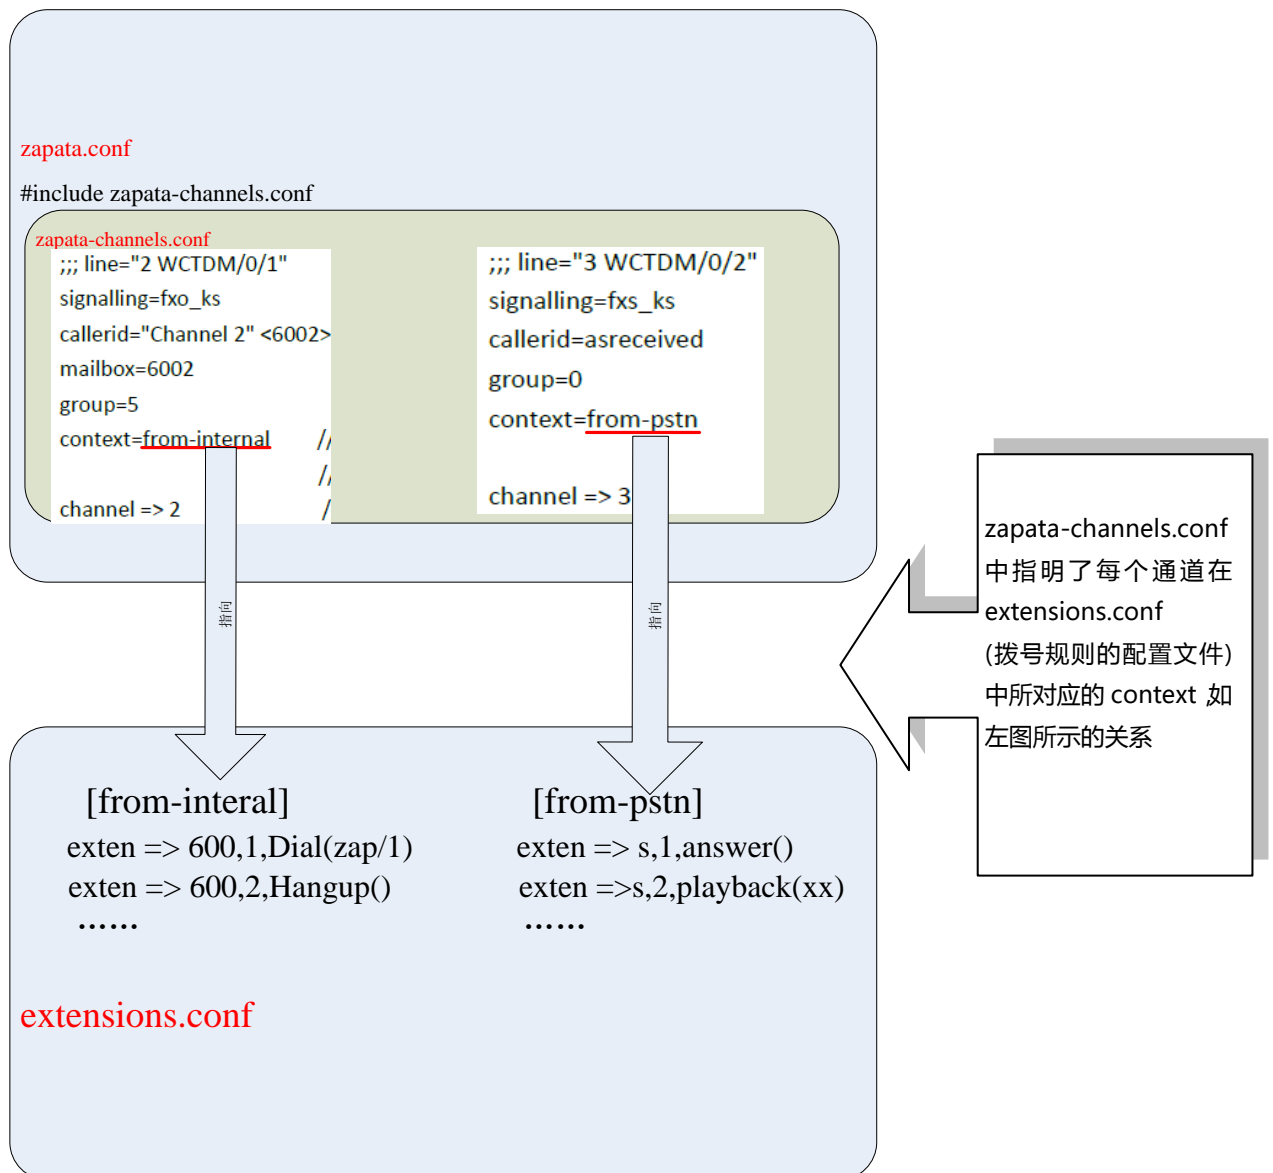 zapata.conf
#include zapata-channels.conf
zapata-channels.conf
;;; line="2 WCTDM/0/1"
signalling=fxo_ks
callerid="Channel 2" <6002>
mailbox=6002
group=5
context=from-internal //
//
channel => 2 /
;;; line="3 WCTDM/0/2"
signalling=fxs_ks
callerid=asreceived
group=0
context=from-pstn
channel => 3
指向
指向
zapata-channels.conf
中指明了每个通道在
extensions.conf
(拨号规则的配置文件)
中所对应的 context 如
左图所示的关系
[from-interal]
exten => 600,1,Dial(zap/1)
exten => 600,2,Hangup()
……
[from-pstn]
exten => s,1,answer()
exten =>s,2,playback(xx)
……
extensions.conf